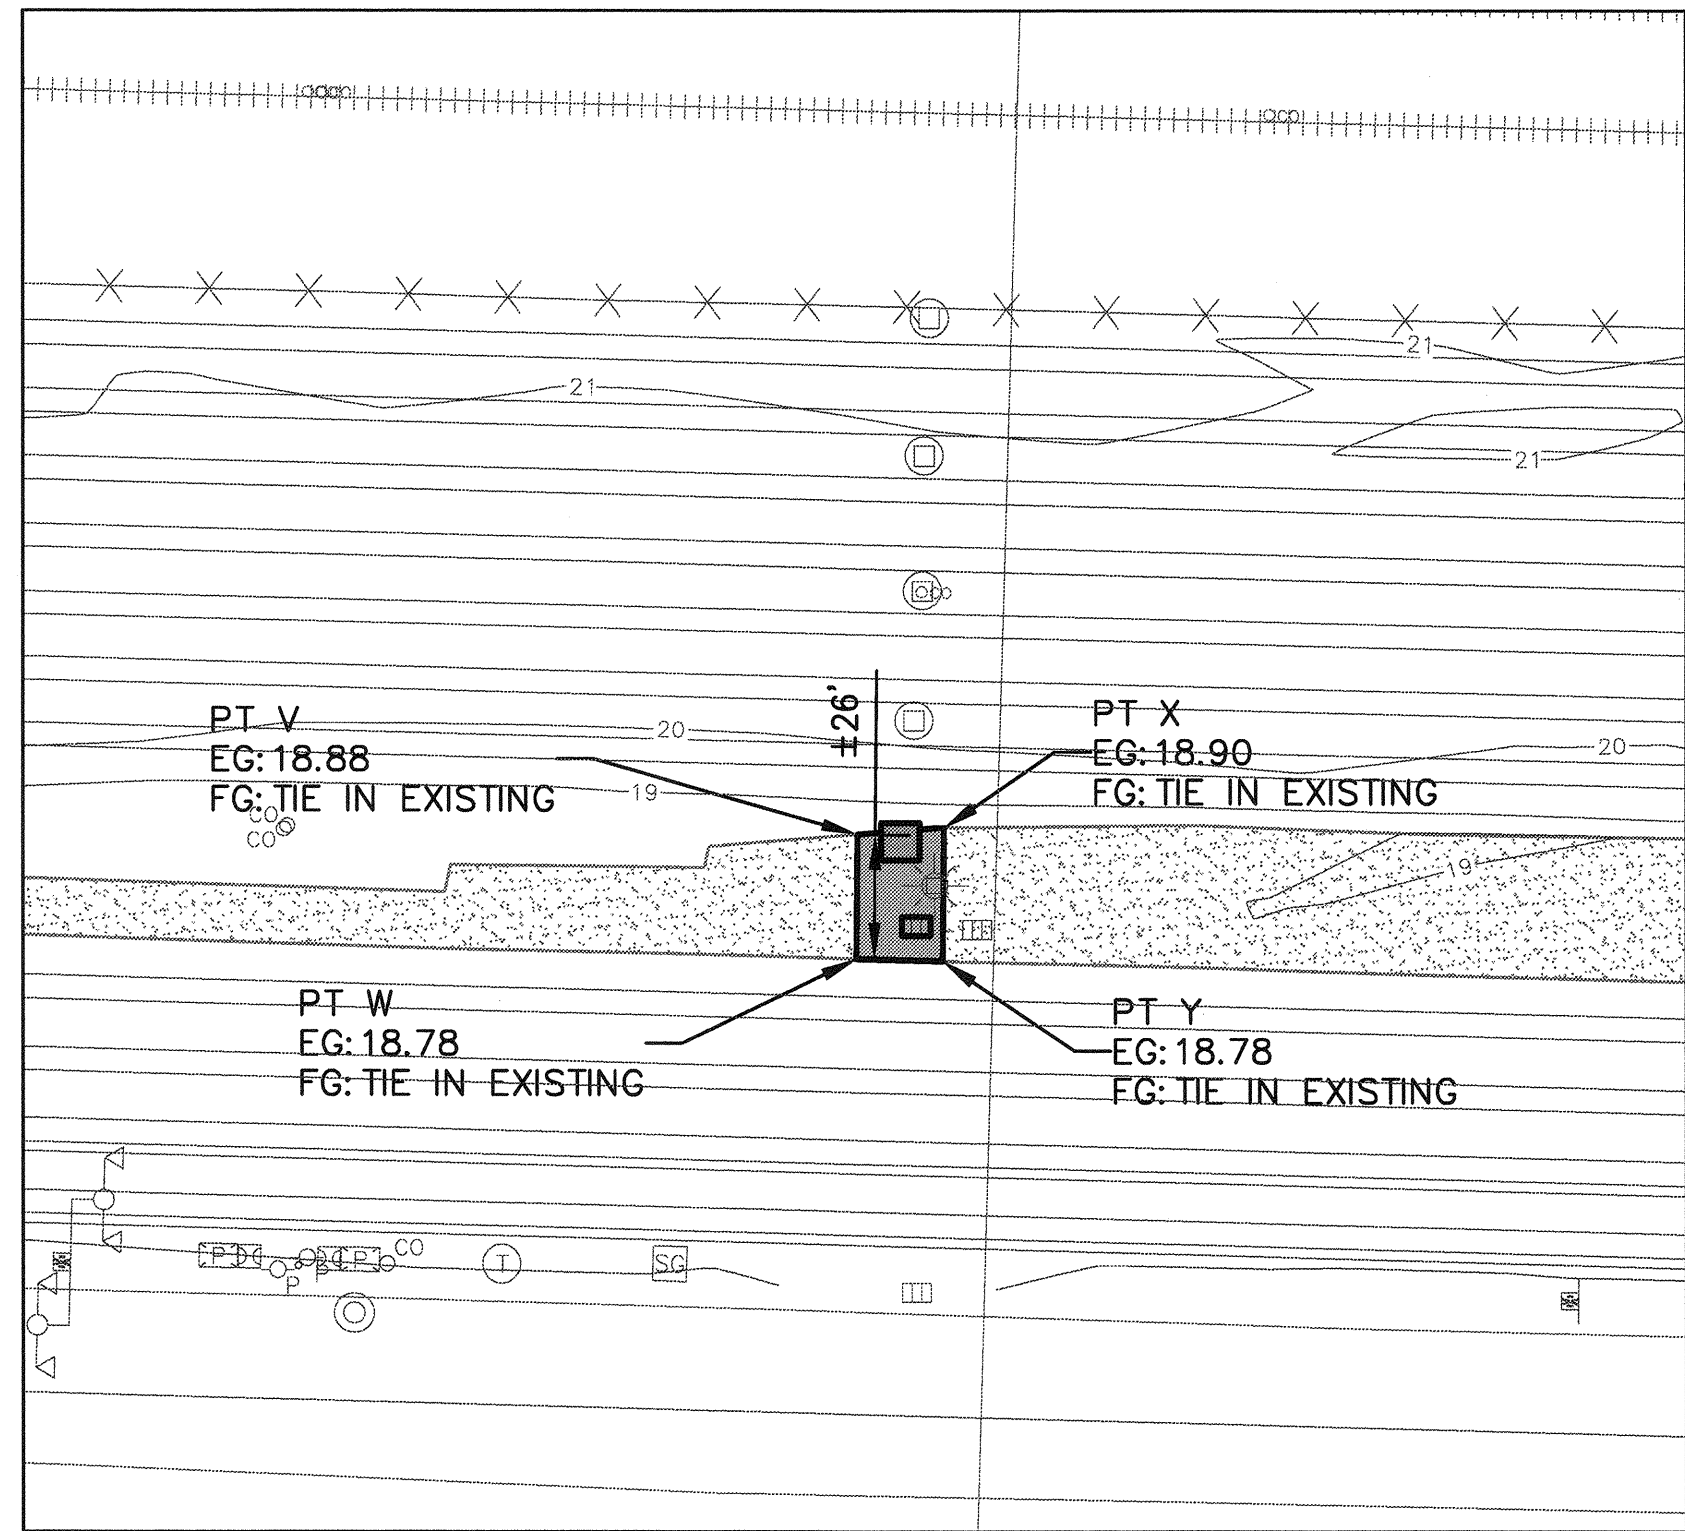 21
21
21
PT V
EG: 18.88
FG: TIE IN EXISTING
20
±26'
PT X
EG: 18.90
FG: TIE IN EXISTING
20
19
CO
CO
19
PT W
EG: 18.78
FG: TIE IN EXISTING
PT Y
EG: 18.78
FG: TIE IN EXISTING
P
P
CO
P
T
SG